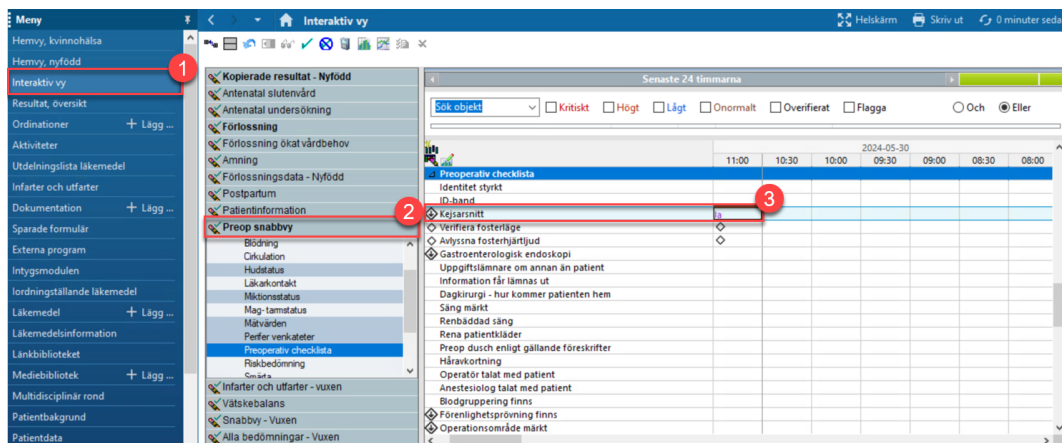 Meny
Interaktiv vy
Helskärm
Skriv ut
0 minuter seda
Hemvy, kvinnohälsa
Hemvy, nyfödd
Interaktiv vy
Resultat, översikt
Ordinationer + Lägg ...
Aktiviteter
Utdelningslista läkemedel
Infarter och utfarter
Dokumentation + Lägg ...
Sparade formulär
Externa program
Intygsmodulen
Iordningställande läkemedel
Läkemedel + Lägg ...
Läkemedelsinformation
Länkbiblioteket
Mediebibliotek + Lägg ...
Multidisciplinär rond
Patientbakgrund
Patientdata
1
Kopierade resultat - Nyfödd
Antenatal slutenvård
Antenatal undersökning
Förlossning
Förlossning ökat vårdbehov
Amning
Förlossningsdata - Nyfödd
Postpartum
Patientinformation
2
Preop snabbvy
Blödning
Cirkulation
Hudstatus
Läkarkontakt
Miktionsstatus
Mag- tarmstatus
Mätvärden
Perifer venkateter
Preoperativ checklista
Riskbedömning
Smärta
Infarter och utfarter - vuxen
Vätskebalans
Snabbvy - Vuxen
Alla bedömningar - Vuxen
Senaste 24 timmarna
Sök objekt
Kritiskt
Högt
Lågt
Onormalt
Overifierat
Flagga
Och
Eller
2024-05-30
11:00 10:30 10:00 09:30 09:00 08:30 08:00
Preoperativ checklista
Identitet styrkt
ID-band
3
Kejsarsnitt Ja
Verifiera fosterläge
Avlyssna fosterhjärtljud
Gastroenterologisk endoskopi
Uppgiftslämnare om annan än patient
Information får lämnas ut
Dagkirurgi - hur kommer patienten hem
Säng märkt
Renbäddad säng
Rena patientkläder
Preop dusch enligt gällande föreskrifter
Håravkortning
Operatör talat med patient
Anestesiolog talat med patient
Blodgruppering finns
Förenlighetsprövning finns
Operationsområde märkt